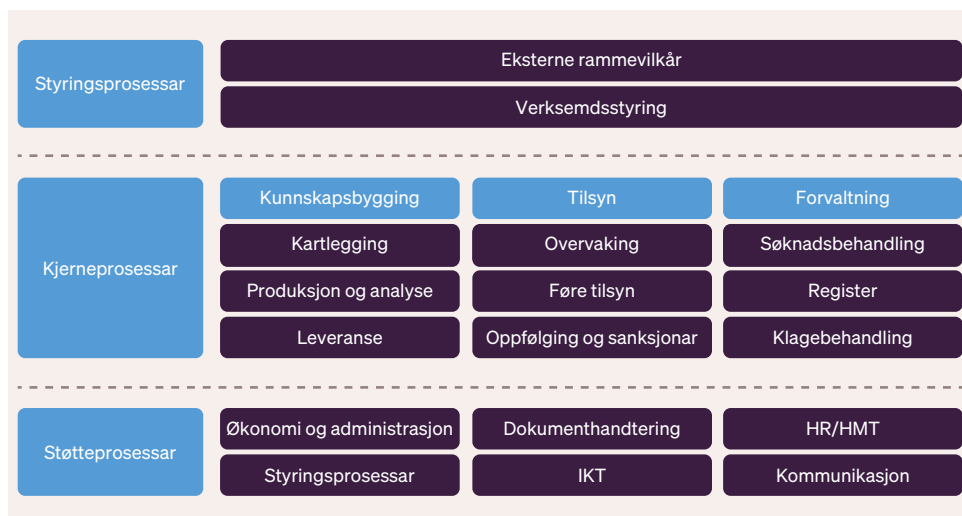 Styringsprosessar
Eksterne rammevilkår
Verksemdsstyring
Kjerneprosessar
Kunnskapsbygging
Tilsyn
Forvaltning
Kartlegging
Overvaking
Søknadsbehandling
Produksjon og analyse
Føre tilsyn
Register
Leveranse
Oppfølging og sanksjonar
Klagebehandling
Støtteprosessar
Økonomi og administrasjon
Dokumenthandtering
HR/HMT
Styringsprosessar
IKT
Kommunikasjon